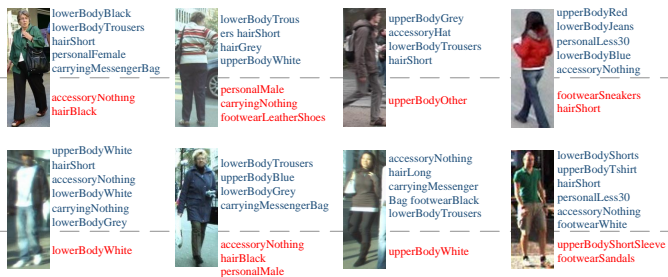 lowerBodyBlack
lowerBodyTrousers
hairShort
personalFemale
carryingMessengerBag
accessoryNothing
hairBlack
lowerBodyTrous
ers hairShort
hairGrey
upperBodyWhite
personalMale
carryingNothing
footwearLeatherShoes
upperBodyGrey
accessoryHat
lowerBodyTrousers
hairShort
upperBodyOther
upperBodyRed
lowerBodyJeans
personalLess30
lowerBodyBlue
accessoryNothing
footwearSneakers
hairShort
upperBodyWhite
hairShort
accessoryNothing
lowerBodyWhite
carryingNothing
lowerBodyGrey
lowerBodyWhite
lowerBodyTrousers
upperBodyBlue
lowerBodyGrey
carryingMessengerBag
accessoryNothing
hairBlack
personalMale
accessoryNothing
hairLong
carryingMessenger
Bag footwearBlack
lowerBodyTrousers
upperBodyWhite
lowerBodyShorts
upperBodyTshirt
hairShort
personalLess30
accessoryNothing
footwearWhite
upperBodyShortSleeve
footwearSandals